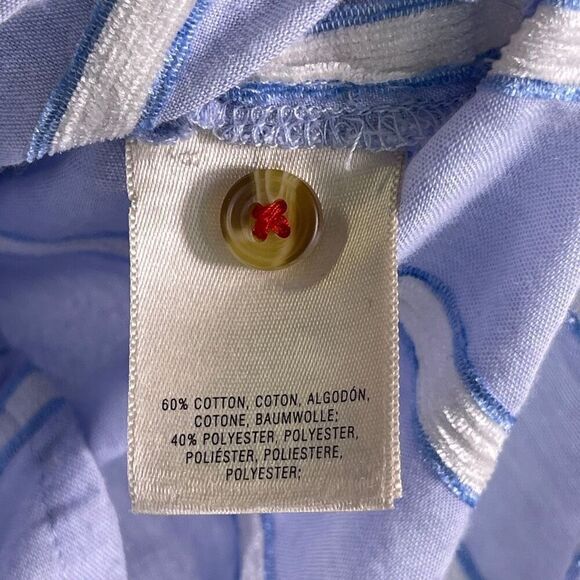 60% COTTON, COTON, ALGODÓN,
COTONE, BAUMWOLLE;
40% POLYESTER, POLYESTER,
POLIÉSTER, POLIESTERE,
POLYESTER;